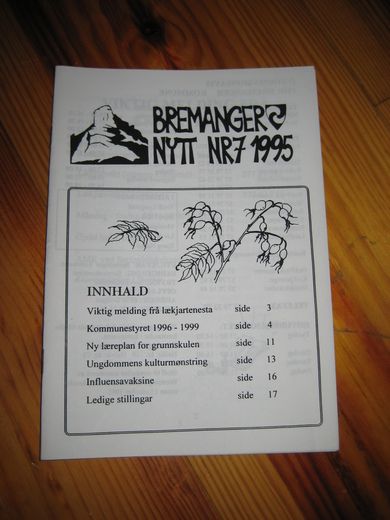 BREMANGER
NYTT NR7 1995
INNHALD
Viktig melding frå lækjartenesta side 3
Kommunestyret 1996 - 1999 side 4
Ny læreplan for grunnskulen side 11
Ungdommens kulturmønstring side 13
Influensavaksine side 16
Ledige stillingar side 17